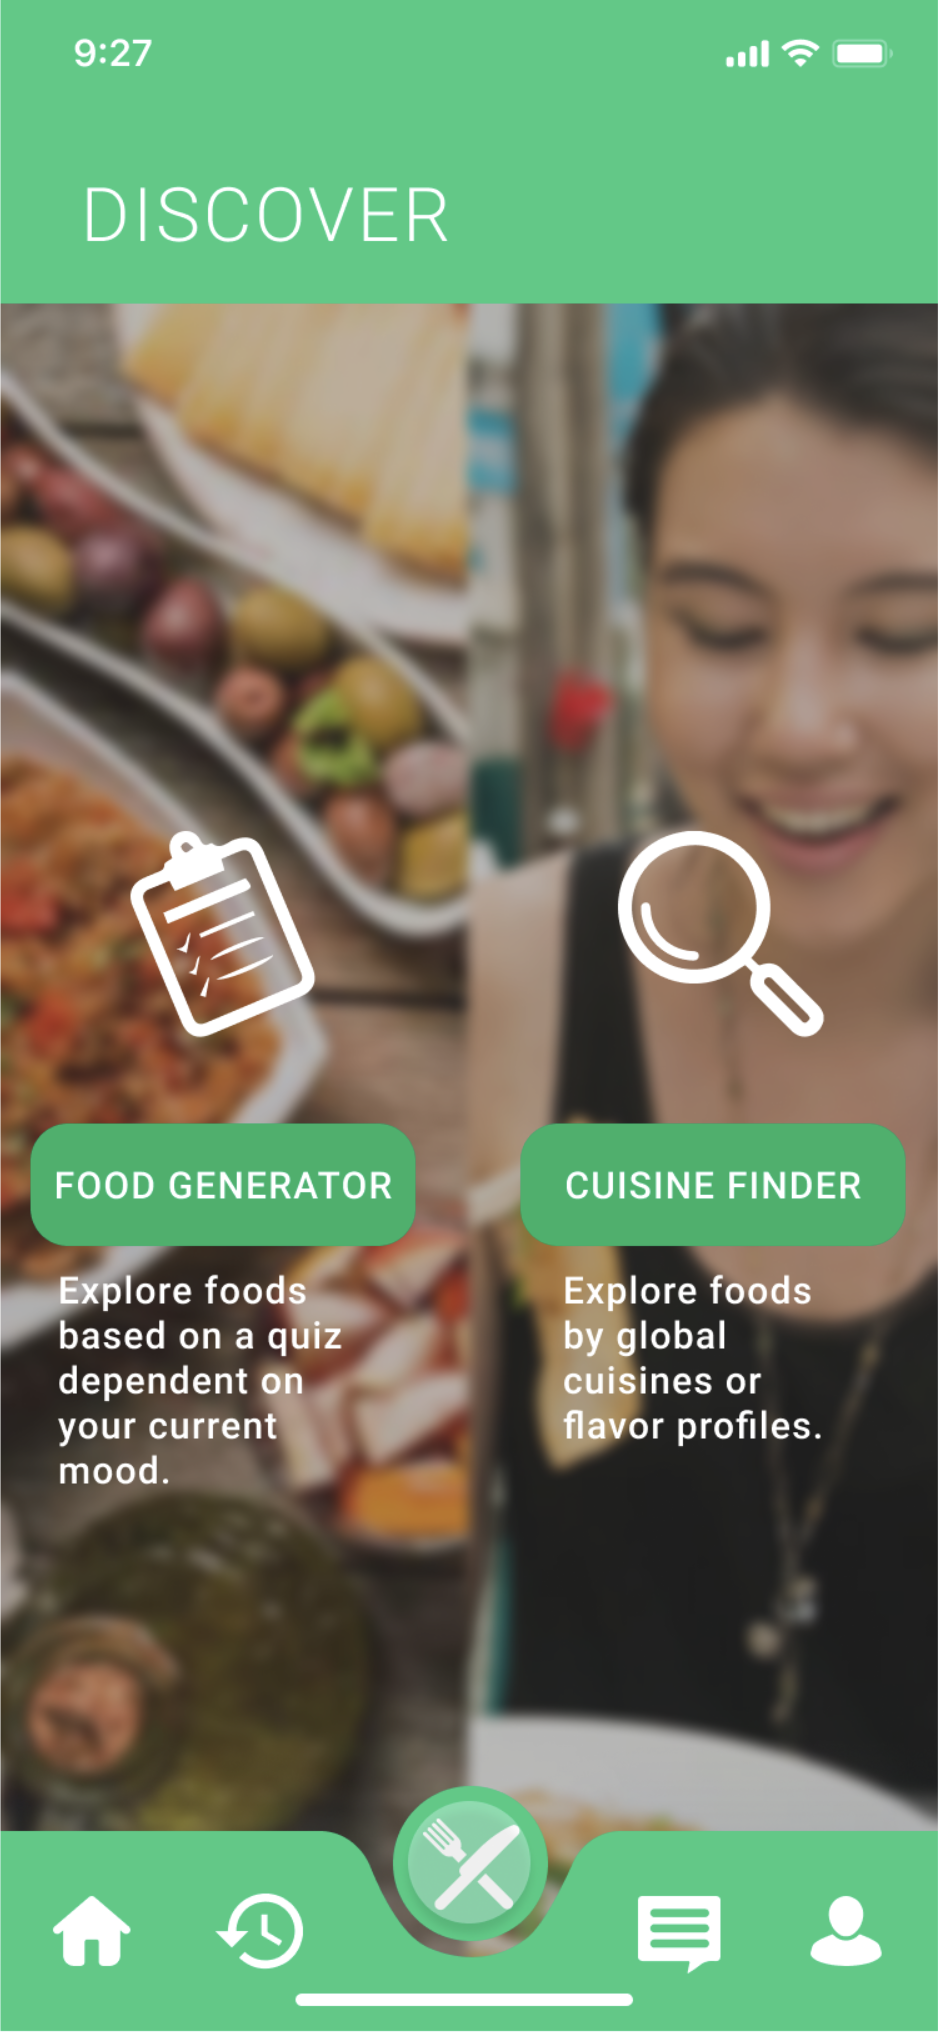 9:27
DISCOVER
FOOD GENERATOR
Explore foods
based on a quiz
dependent on
your current
mood.
CUISINE FINDER
Explore foods
by global
cuisines or
flavor profiles.